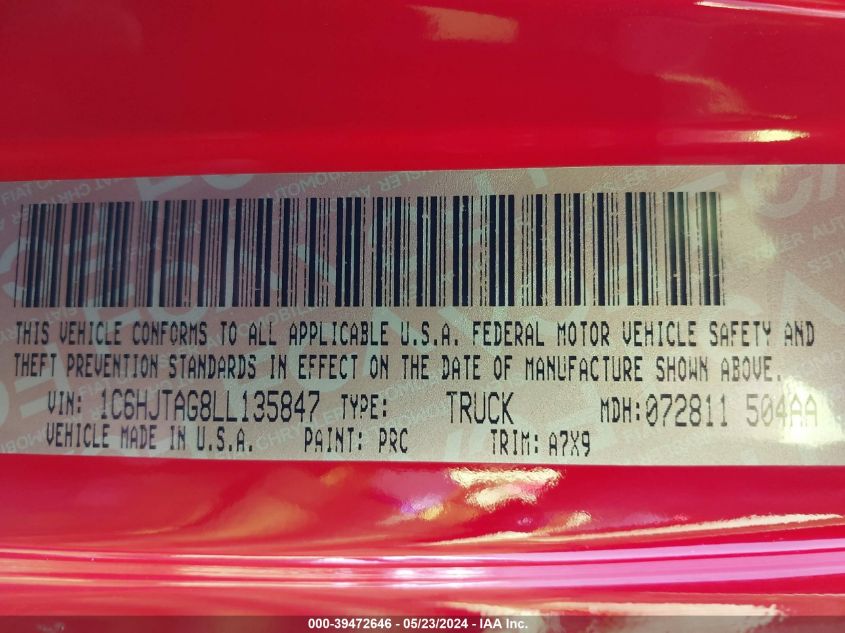 THIS VEHICLE CONFORMS TO ALL APPLICABLE U.S.A. FEDERAL MOTOR VEHICLE SAFETY AND
THEFT PREVENTION STANDARDS IN EFFECT ON THE DATE OF MANUFACTURE SHOWN ABOVE.
VIN: 1C6HJTAG8LL135847 TYPE: TRUCK MDH:072811 504AA
VEHICLE MADE IN U.S.A. PAINT: PRC TRIM: A7X9
000-39472646 - 05/23/2024 - IAA Inc.